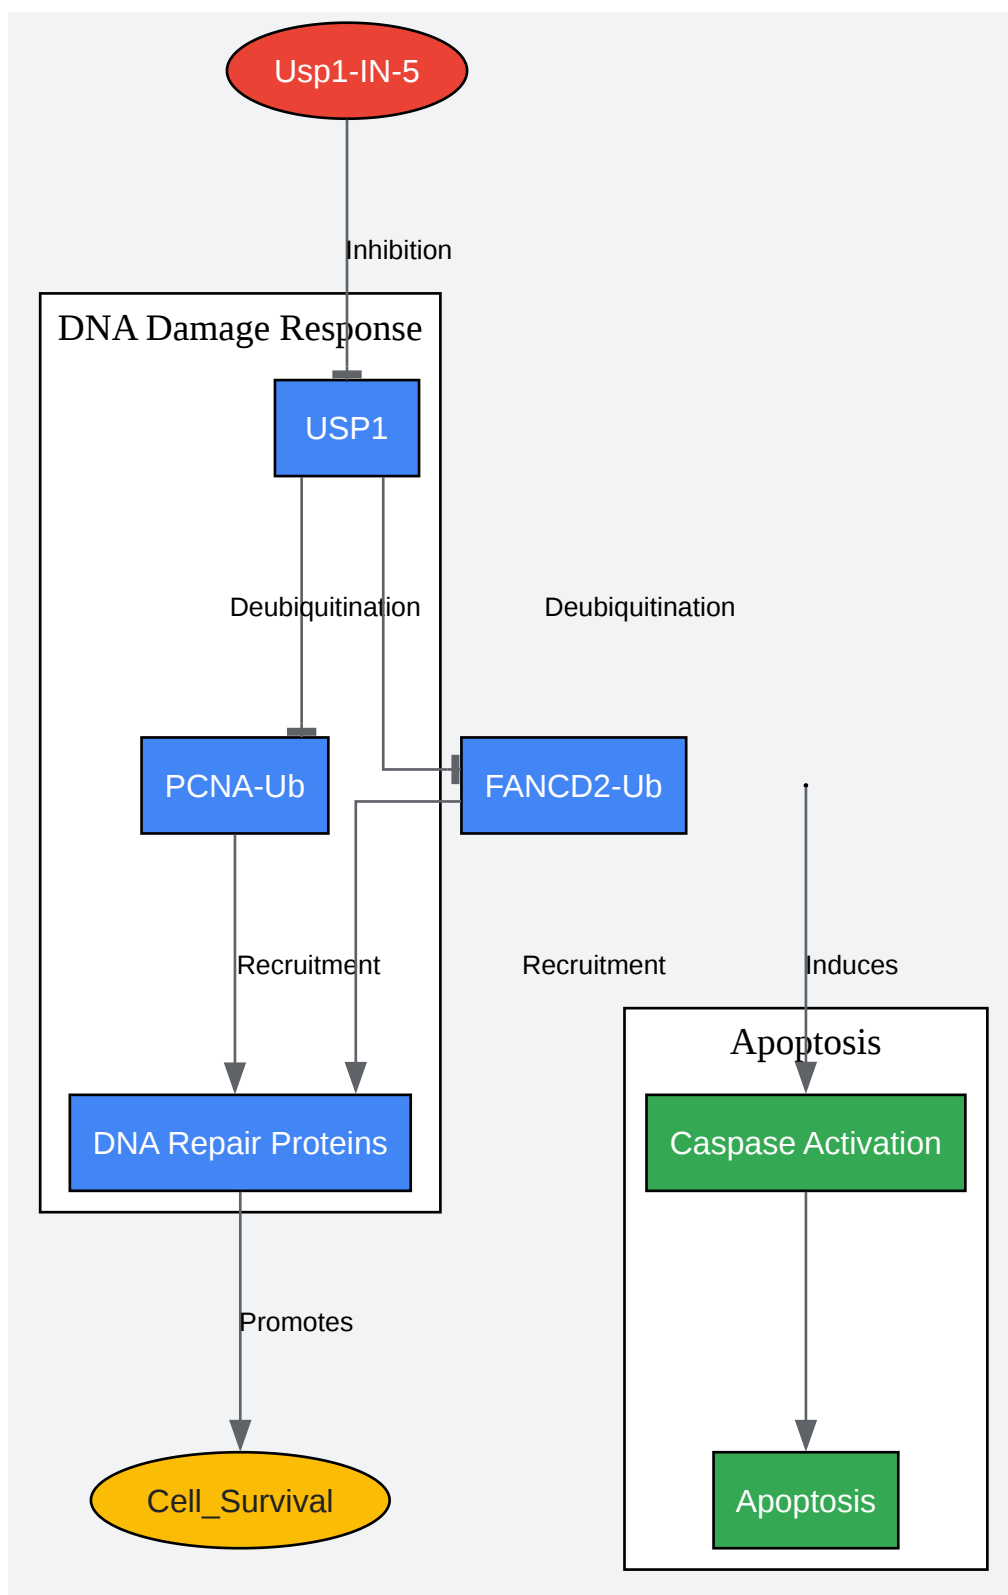 Usp1-IN-5
Inhibition
DNA Damage Response
USP1
Deubiquitination
Deubiquitination
PCNA-Ub
FANCD2-Ub
Recruitment
Recruitment
Induces
Apoptosis
DNA Repair Proteins
Caspase Activation
Promotes
Cell_Survival
Apoptosis